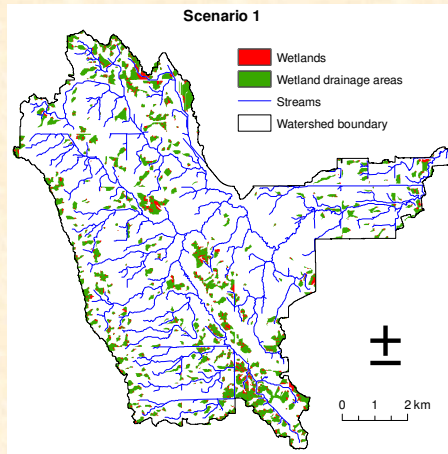 Scenario 1
Wetlands
Wetland drainage areas
Streams
Watershed boundary
0 1 2 km